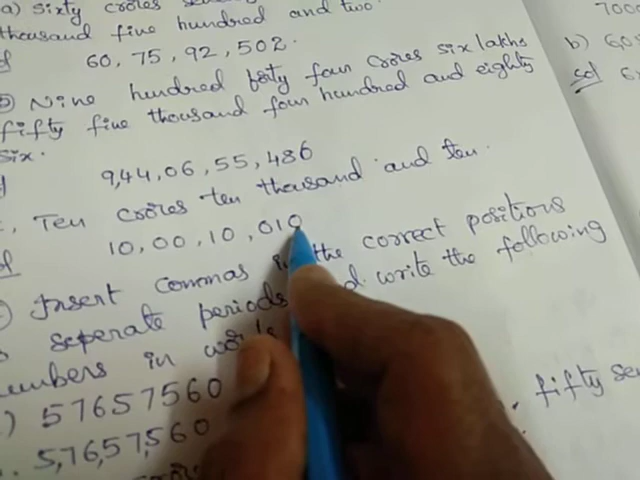 a) Sixty crores
thousand five hundred and two.
60, 75, 92, 502.
Nine hundred forty four crores six lakhs
fifty five thousand four hundred and eighty
six.
9,44,06,55,486
Ten crores ten thousand and ten.
10,00,10,010
Insert commas the correct positions
seperate periods write the following
numbers in
57657560
5,76,57,560
fifty
700
b) 60
sol